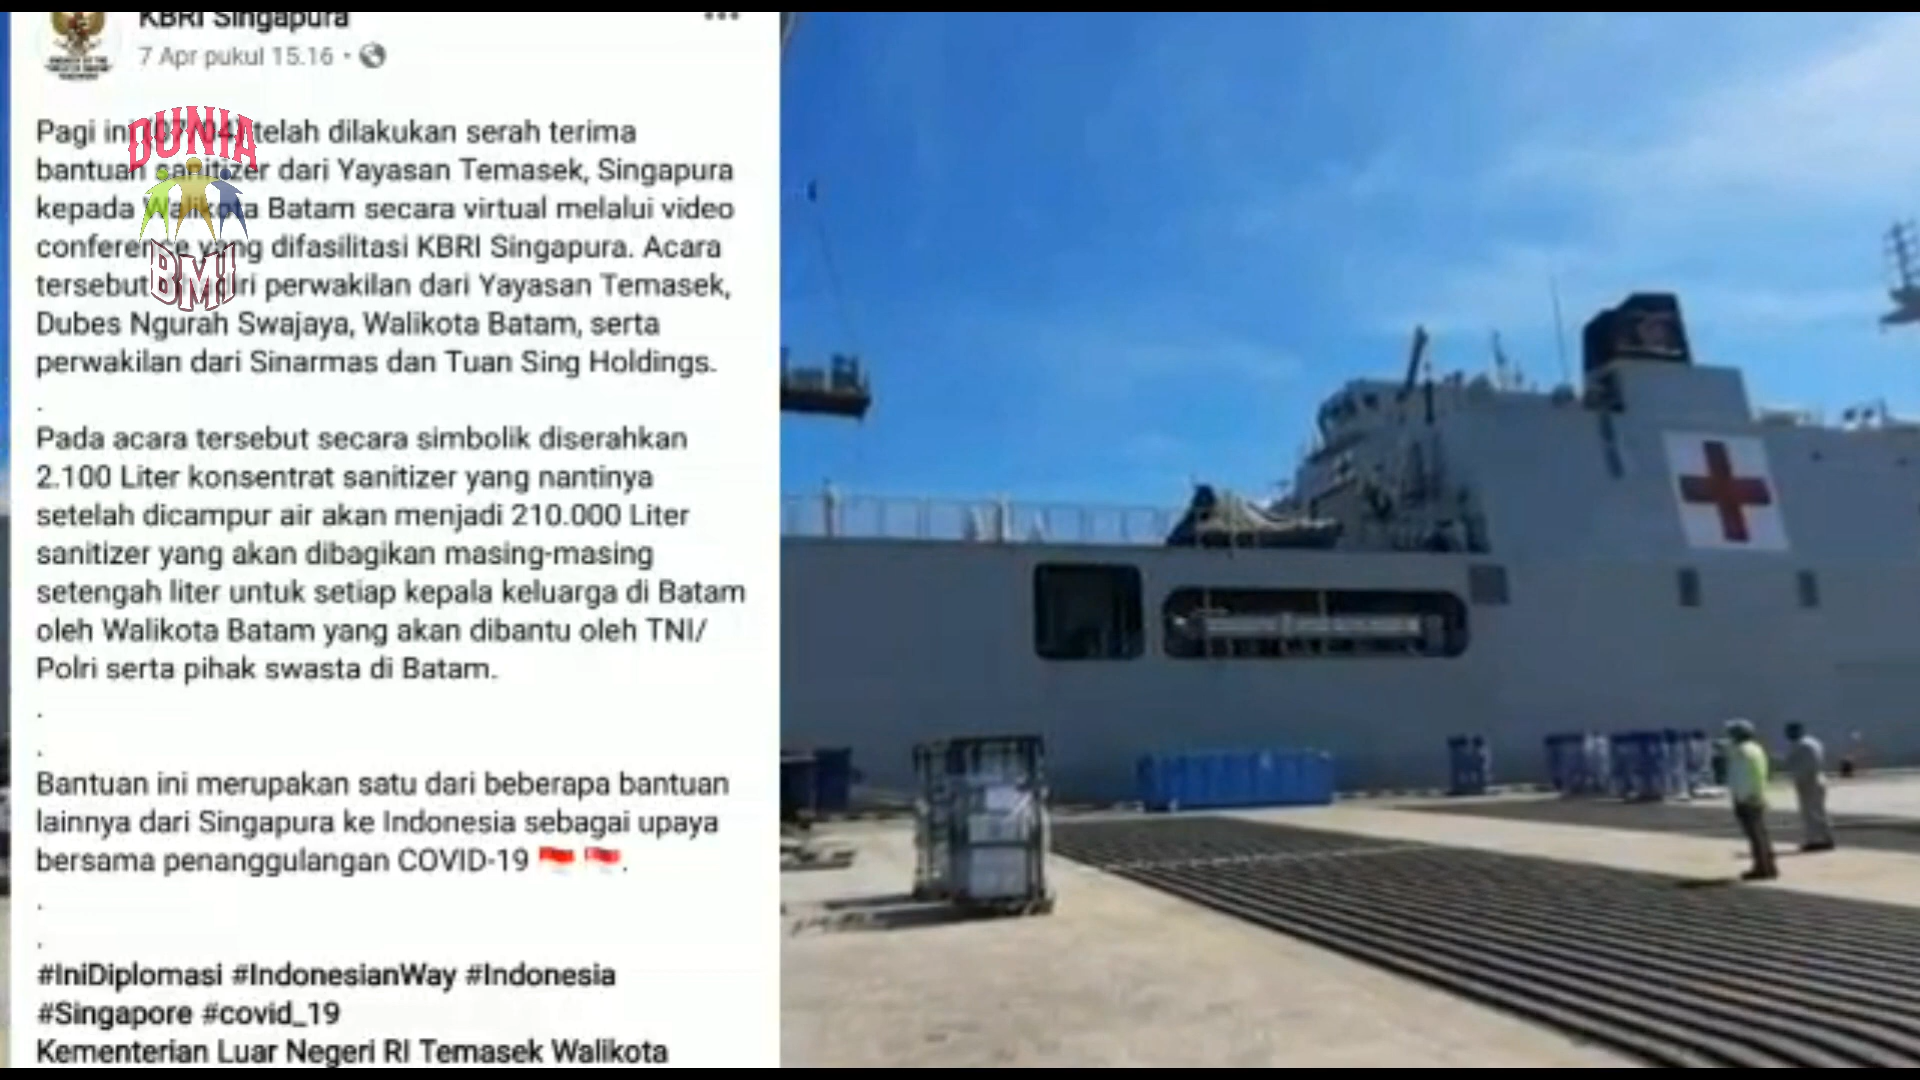 KBRI Singapura
7 Apr pukul 15.16 ·
DUNIA
BMI
Pagi ini (07/04) telah dilakukan serah terima
bantuan sanitizer dari Yayasan Temasek, Singapura
kepada Walikota Batam secara virtual melalui video
conference yang difasilitasi KBRI Singapura. Acara
tersebut perwakilan dari Yayasan Temasek,
Dubes Ngurah Swajaya, Walikota Batam, serta
perwakilan dari Sinarmas dan Tuan Sing Holdings.
.
Pada acara tersebut secara simbolik diserahkan
2.100 Liter konsentrat sanitizer yang nantinya
setelah dicampur air akan menjadi 210.000 Liter
sanitizer yang akan dibagikan masing-masing
setengah liter untuk setiap kepala keluarga di Batam
oleh Walikota Batam yang akan dibantu oleh TNI/
Polri serta pihak swasta di Batam.
.
.
Bantuan ini merupakan satu dari beberapa bantuan
lainnya dari Singapura ke Indonesia sebagai upaya
bersama penanggulangan COVID-19 🇮🇩 🇸🇬.
.
.
#IniDiplomasi #IndonesianWay #Indonesia
#Singapore #covid_19
Kementerian Luar Negeri RI Temasek Walikota